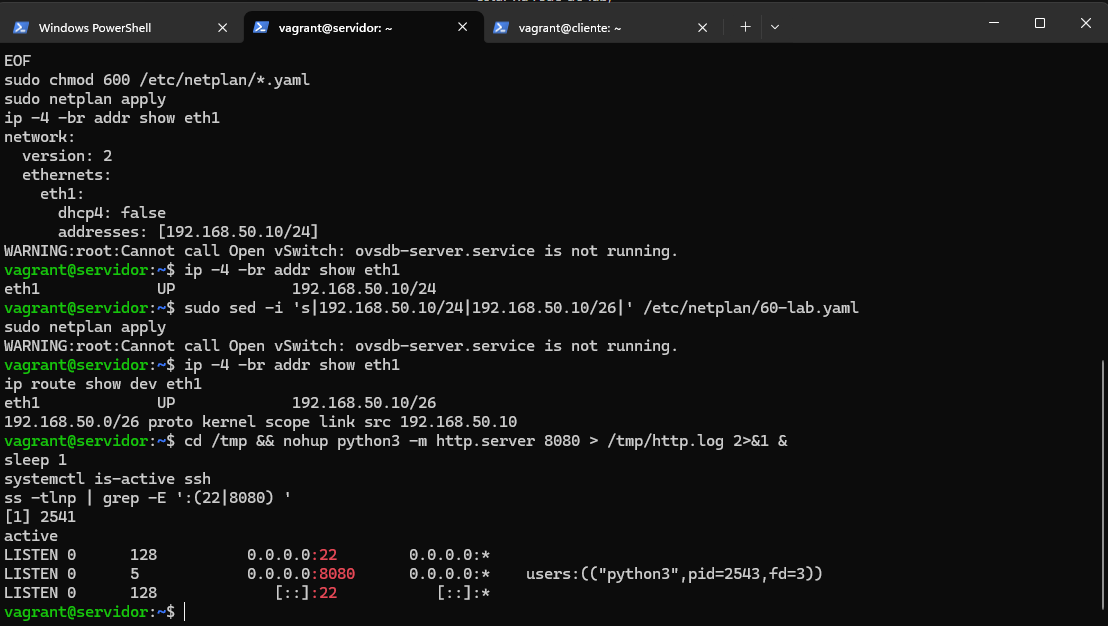 Windows PowerShell
vagrant@servidor: ~
vagrant@cliente: ~
EOF
sudo chmod 600 /etc/netplan/*.yaml
sudo netplan apply
ip -4 -br addr show eth1
network:
  version: 2
  ethernets:
    eth1:
      dhcp4: false
      addresses: [192.168.50.10/24]
WARNING:root:Cannot call Open vSwitch: ovsdb-server.service is not running.
vagrant@servidor:~$ ip -4 -br addr show eth1
eth1             UP             192.168.50.10/24
vagrant@servidor:~$ sudo sed -i 's|192.168.50.10/24|192.168.50.10/26|' /etc/netplan/60-lab.yaml
sudo netplan apply
WARNING:root:Cannot call Open vSwitch: ovsdb-server.service is not running.
vagrant@servidor:~$ ip -4 -br addr show eth1
ip route show dev eth1
eth1             UP             192.168.50.10/26
192.168.50.0/26 proto kernel scope link src 192.168.50.10
vagrant@servidor:~$ cd /tmp && nohup python3 -m http.server 8080 > /tmp/http.log 2>&1 &
sleep 1
systemctl is-active ssh
ss -tlnp | grep -E ':(22|8080) '
[1] 2541
active
LISTEN 0      128          0.0.0.0:22        0.0.0.0:*
LISTEN 0      5            0.0.0.0:8080      0.0.0.0:*    users:(("python3",pid=2543,fd=3))
LISTEN 0      128             [::]:22           [::]:*
vagrant@servidor:~$